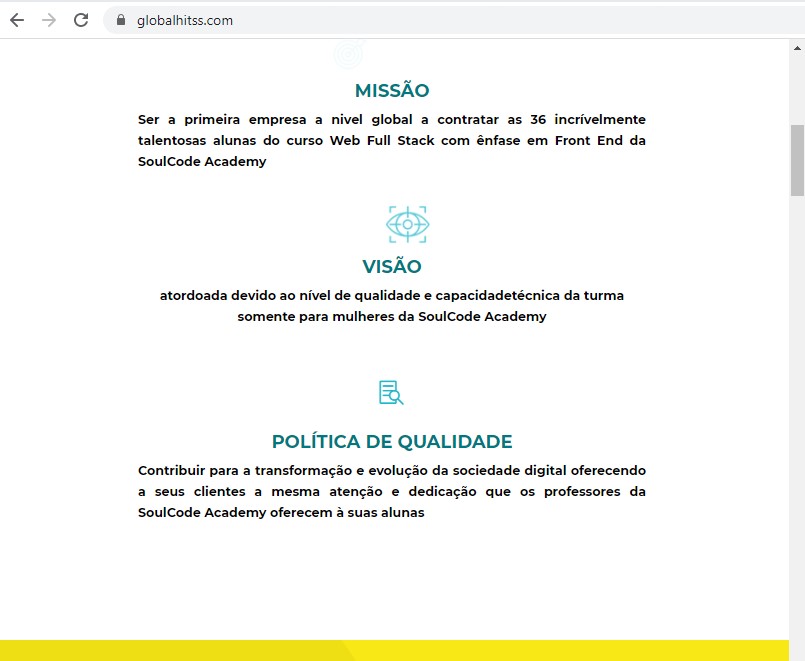 globalhitss.com
MISSÃO
Ser a primeira empresa a nivel global a contratar as 36 incrívelmente
talentosas alunas do curso Web Full Stack com ênfase em Front End da
SoulCode Academy
VISÃO
atordoada devido ao nível de qualidade e capacidadetécnica da turma
somente para mulheres da SoulCode Academy
POLÍTICA DE QUALIDADE
Contribuir para a transformação e evolução da sociedade digital oferecendo
a seus clientes a mesma atenção e dedicação que os professores da
SoulCode Academy oferecem à suas alunas